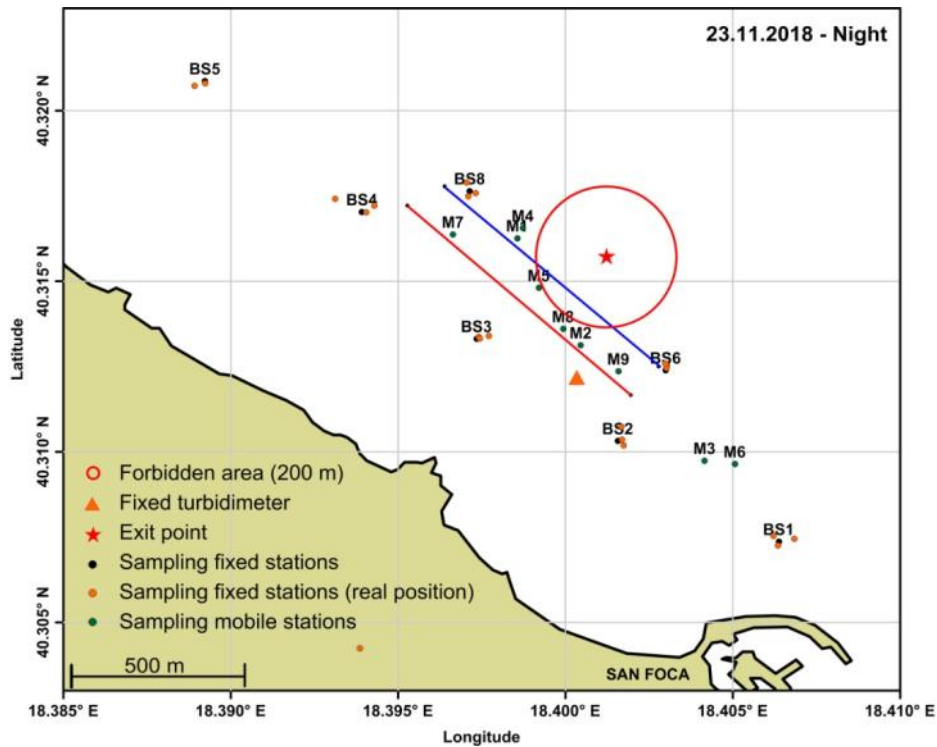 23.11.2018 - Night
BS5
BS8
BS4
M4
M1
M7
M5
M8
BS3
M2
M9
BS6
BS2
M3 M6
BS1
Forbidden area (200 m)
Fixed turbidimeter
Exit point
Sampling fixed stations
Sampling fixed stations (real position)
Sampling mobile stations
500 m
SAN FOCA
40.320° N
40.315° N
40.310° N
40.305° N
Latitude
18.385° E 18.390° E 18.395° E 18.400° E 18.405° E 18.410° E
Longitude